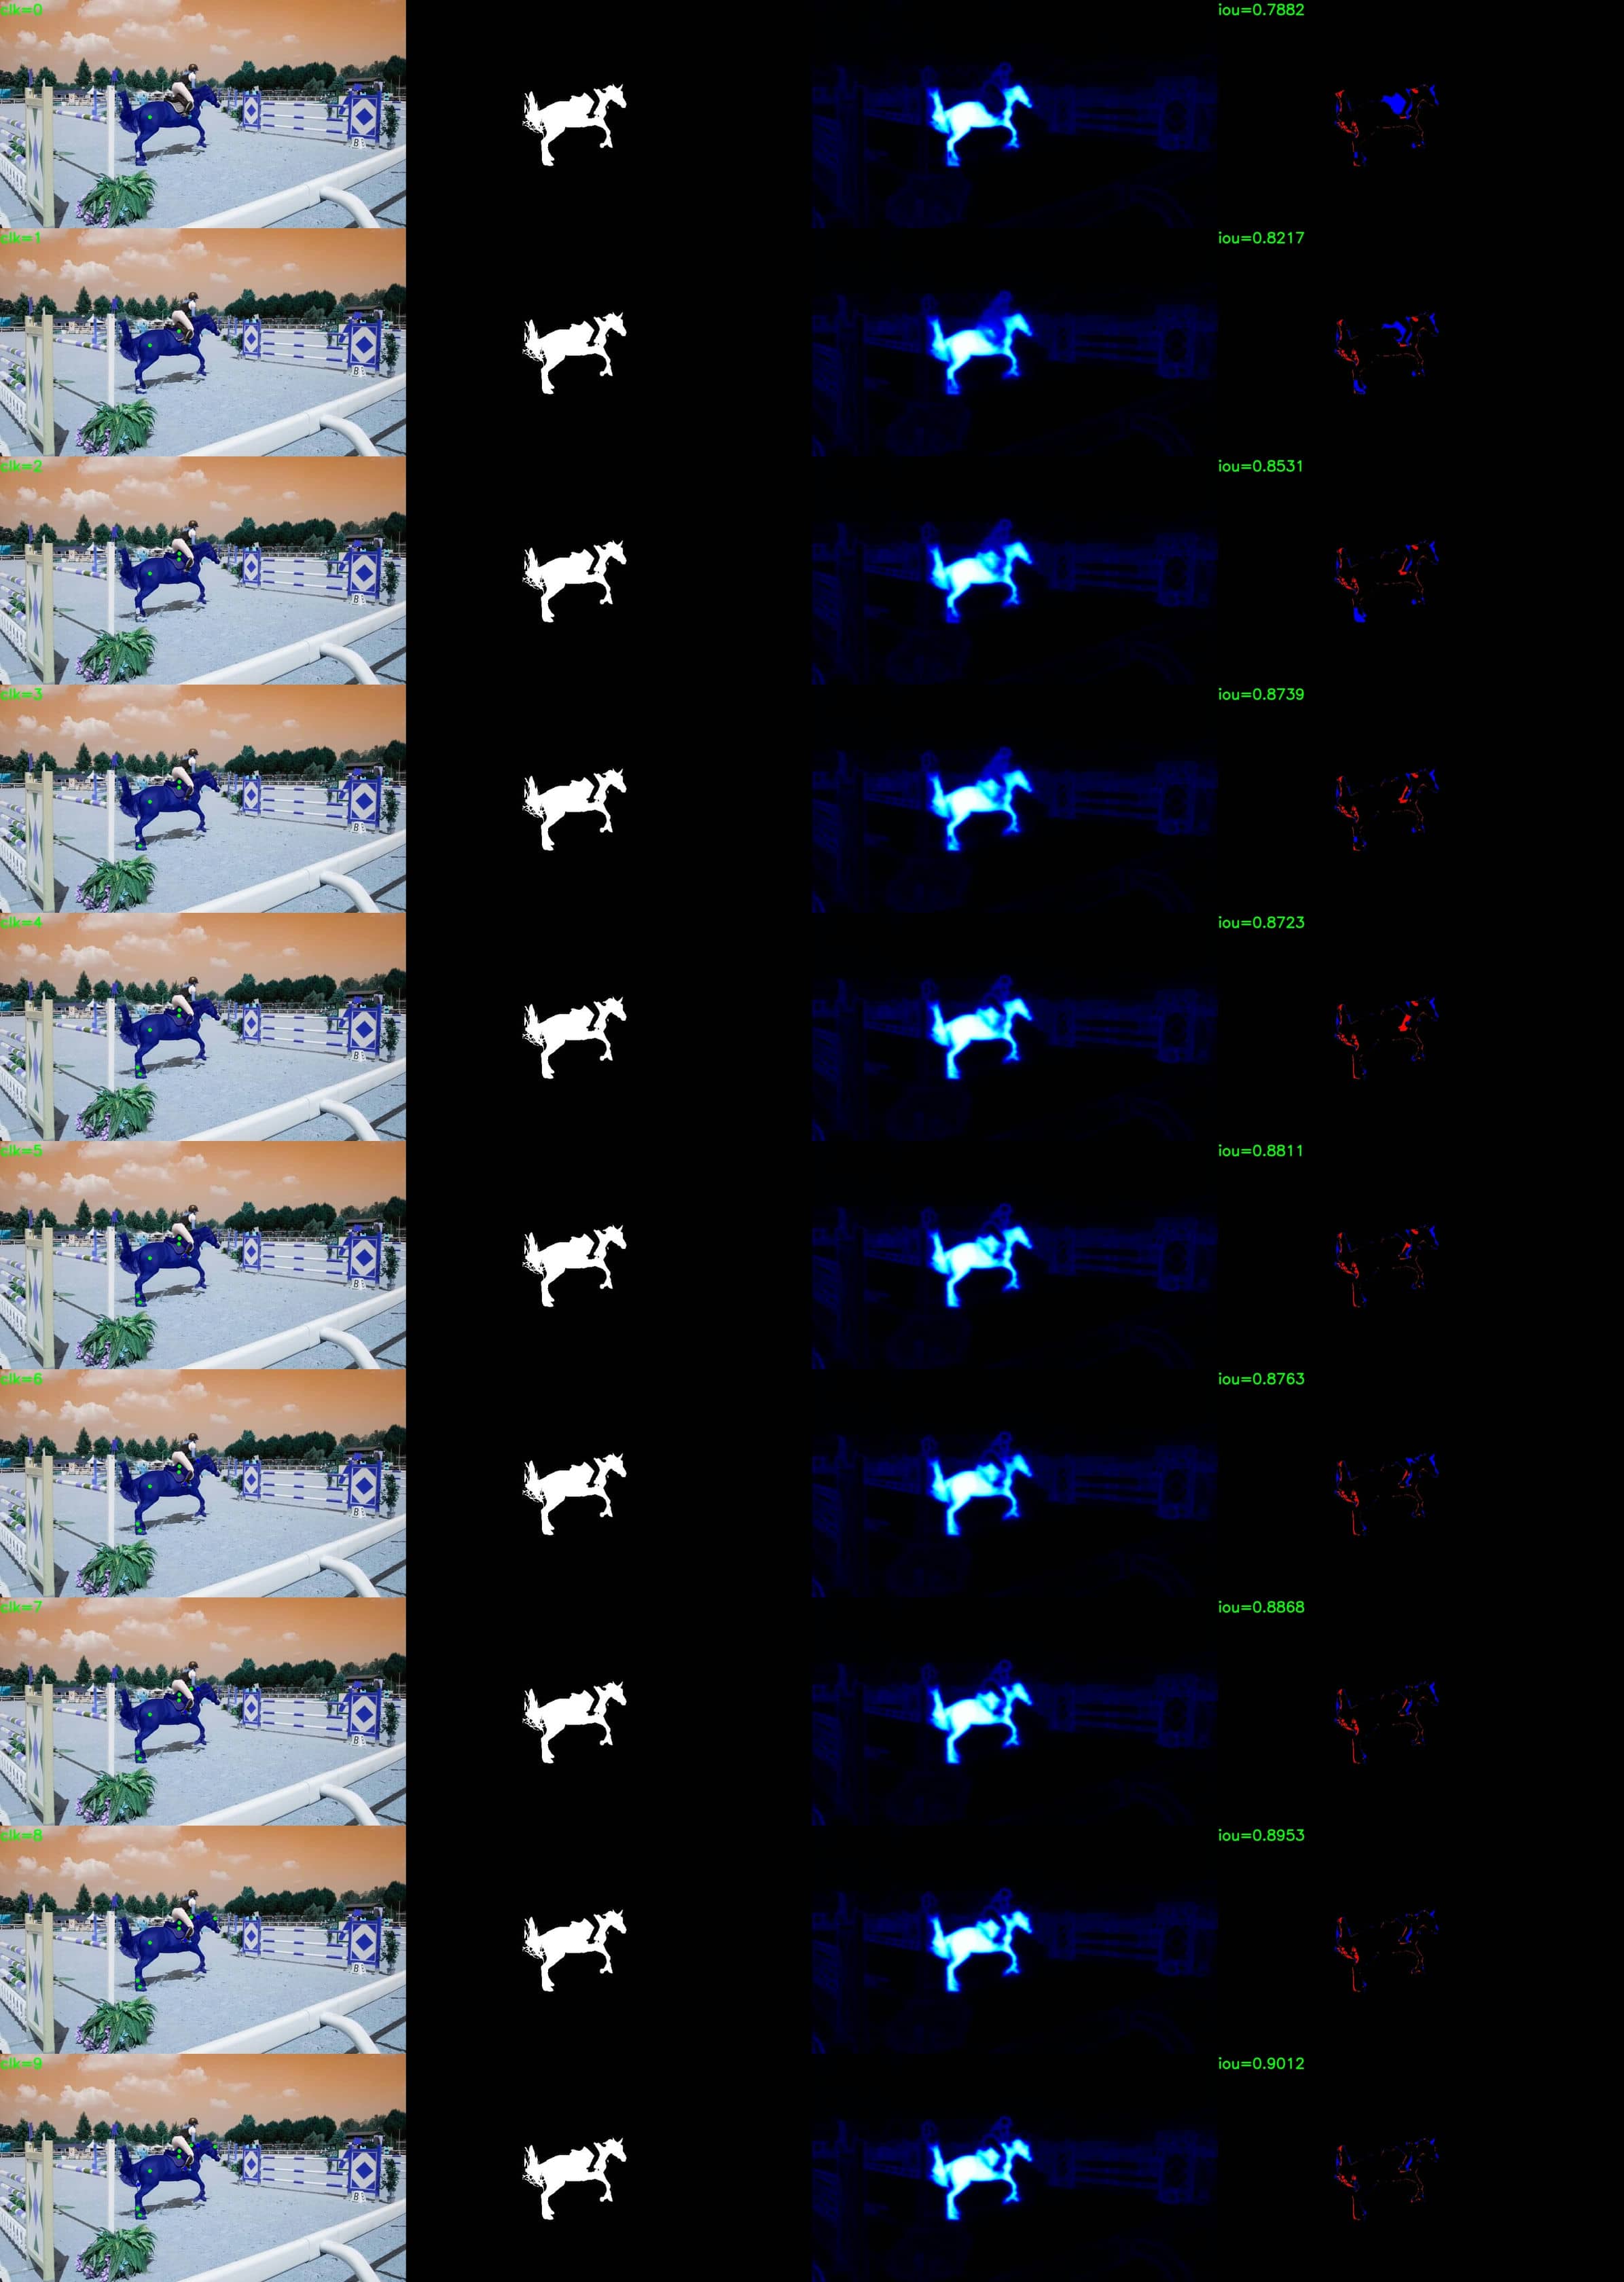 clk=0 iou=0.7882
clk=1 iou=0.8217
clk=2 iou=0.8531
B
clk=3 iou=0.8739
B
clk=4 iou=0.8723
B
clk=5 iou=0.8811
B
clk=6 iou=0.8763
B
clk=7 iou=0.8868
B
clk=8 iou=0.8953
B
clk=9 iou=0.9012
B